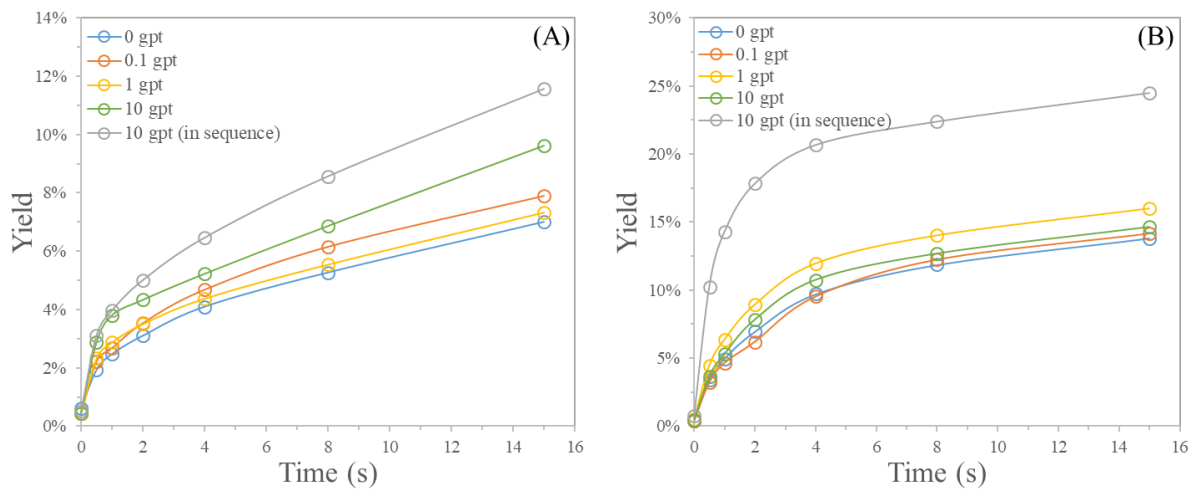 (A)
0 gpt
0.1 gpt
1 gpt
10 gpt
10 gpt (in sequence)
Yield
14%
12%
10%
8%
6%
4%
2%
0%
0 2 4 6 8 10 12 14 16
Time (s)
(B)
0 gpt
0.1 gpt
1 gpt
10 gpt
10 gpt (in sequence)
Yield
30%
25%
20%
15%
10%
5%
0%
0 2 4 6 8 10 12 14 16
Time (s)